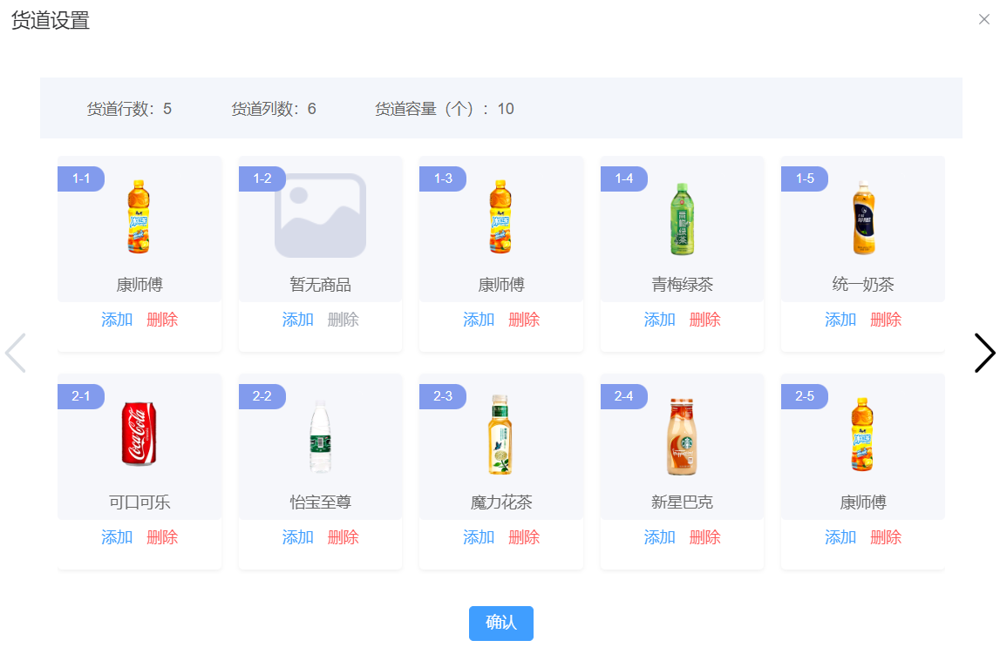 货道设置
货道行数：5 货道列数：6 货道容量（个）：10
1-1 1-2 1-3 1-4 1-5
康师傅 暂无商品 康师傅 青梅绿茶 统一奶茶
添加 删除 添加 删除 添加 删除 添加 删除 添加 删除
2-1 2-2 2-3 2-4 2-5
Coca-Cola
可口可乐 怡宝至尊 魔力花茶 新星巴克 康师傅
添加 删除 添加 删除 添加 删除 添加 删除 添加 删除
确认